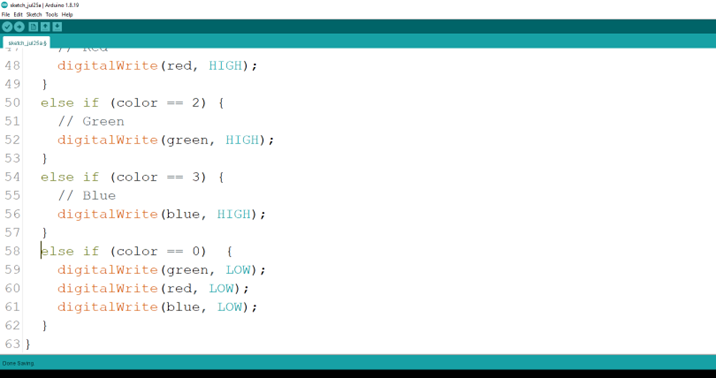 sketch_jul25a | Arduino 1.8.19
File Edit Sketch Tools Help
sketch_jul25a §
47 // Red
48 digitalWrite(red, HIGH);
49 }
50 else if (color == 2) {
51 // Green
52 digitalWrite(green, HIGH);
53 }
54 else if (color == 3) {
55 // Blue
56 digitalWrite(blue, HIGH);
57 }
58 else if (color == 0) {
59 digitalWrite(green, LOW);
60 digitalWrite(red, LOW);
61 digitalWrite(blue, LOW);
62 }
63 }
Done Saving.